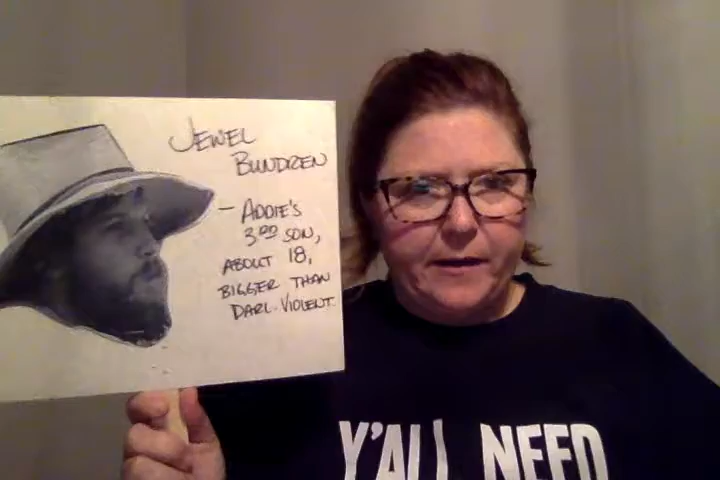 JEWEL
BUNDREN
- ADDIE'S
3RD SON,
ABOUT 18,
BIGGER THAN
DARL. VIOLENT.
Y'ALL NEED